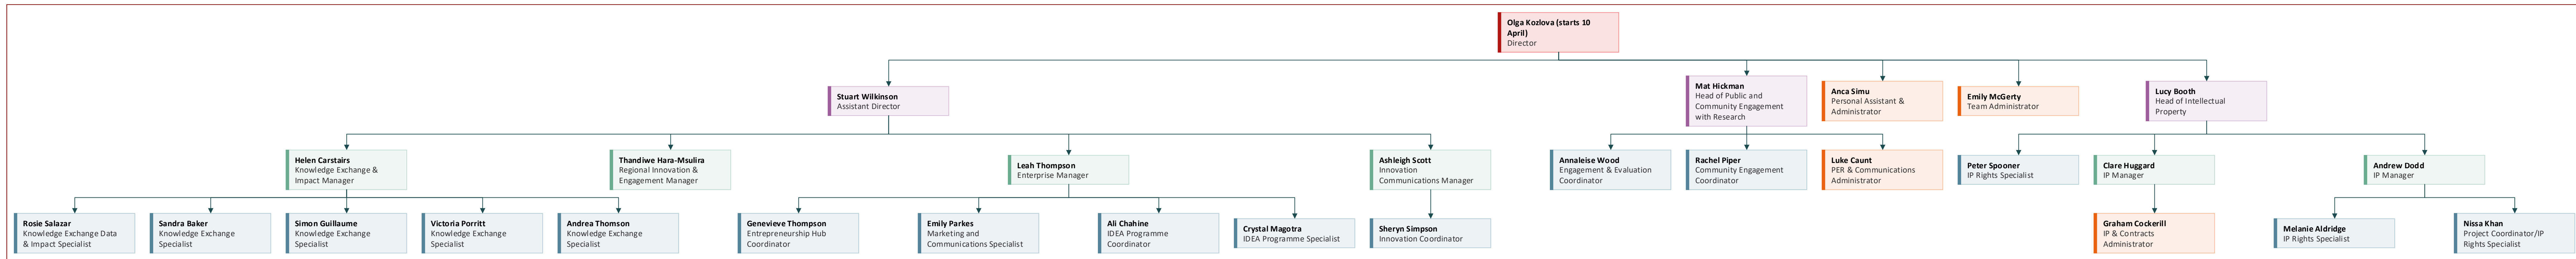 Olga Kozlova (starts 10
April)
Director
Stuart Wilkinson
Assistant Director
Mat Hickman
Head of Public and
Community Engagement
with Research
Anca Simu
Personal Assistant &
Administrator
Emily McGerty
Team Administrator
Lucy Booth
Head of Intellectual
Property
Helen Carstairs
Knowledge Exchange &
Impact Manager
Thandiwe Hara-Msulira
Regional Innovation &
Engagement Manager
Leah Thompson
Enterprise Manager
Ashleigh Scott
Innovation
Communications Manager
Annaleise Wood
Engagement & Evaluation
Coordinator
Rachel Piper
Community Engagement
Coordinator
Luke Caunt
PER & Communications
Administrator
Peter Spooner
IP Rights Specialist
Clare Huggard
IP Manager
Andrew Dodd
IP Manager
Rosie Salazar
Knowledge Exchange Data
& Impact Specialist
Sandra Baker
Knowledge Exchange
Specialist
Simon Guillaume
Knowledge Exchange
Specialist
Victoria Porritt
Knowledge Exchange
Specialist
Andrea Thomson
Knowledge Exchange
Specialist
Genevieve Thompson
Entrepreneurship Hub
Coordinator
Emily Parkes
Marketing and
Communications Specialist
Ali Chahine
IDEA Programme
Coordinator
Crystal Magotra
IDEA Programme Specialist
Sheryn Simpson
Innovation Coordinator
Graham Cockerill
IP & Contracts
Administrator
Melanie Aldridge
IP Rights Specialist
Nissa Khan
Project Coordinator/IP
Rights Specialist